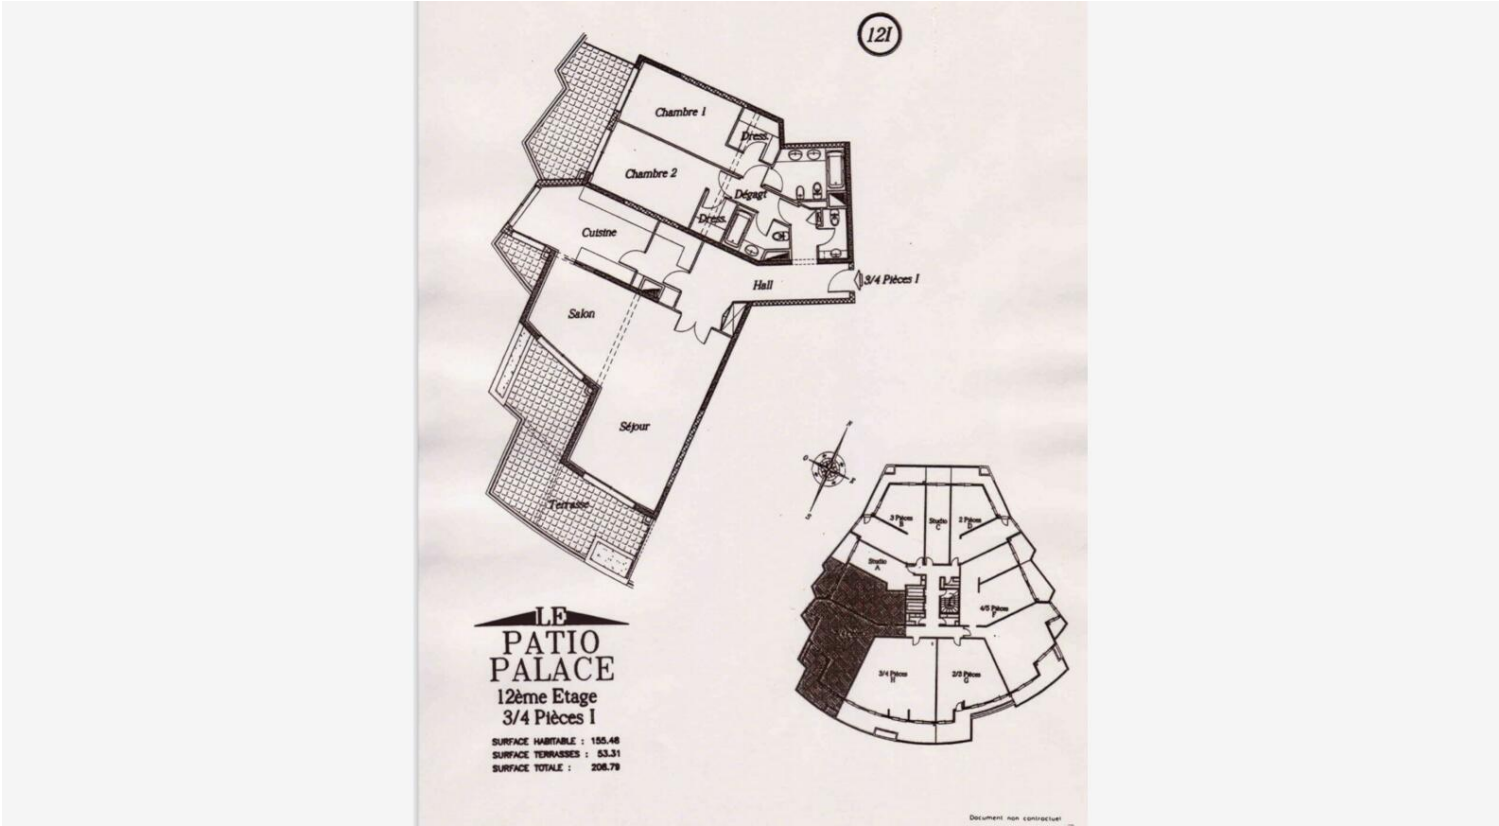 12I
Chambre 1
Dress.
Chambre 2
Dégagt
Dress.
Cuisine
Hall
3/4 Pièces I
Salon
Séjour
Terrasse
N
O
E
S
3 Pièces
B
Studio
C
2 Pièces
D
Studio
A
4/5 Pièces
F
3/4 Pièces
H
2/3 Pièces
G
LE
PATIO
PALACE
12ème Etage
3/4 Pièces I
SURFACE HABITABLE : 155.48
SURFACE TERRASSES : 53.31
SURFACE TOTALE : 208.79
Document non contractuel